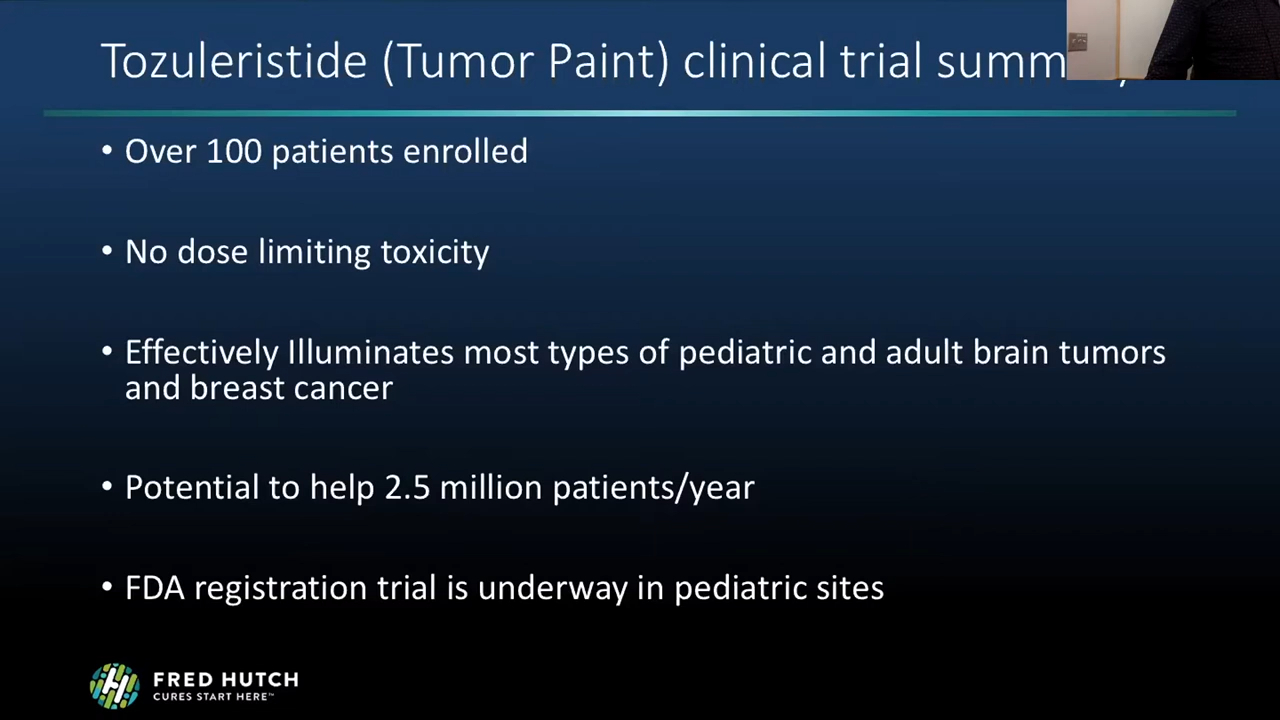 Tozuleristide (Tumor Paint) clinical trial
• Over 100 patients enrolled
• No dose limiting toxicity
• Effectively Illuminates most types of pediatric and adult brain tumors
and breast cancer
• Potential to help 2.5 million patients/year
• FDA registration trial is underway in pediatric sites
FRED HUTCH
CURES START HERE™